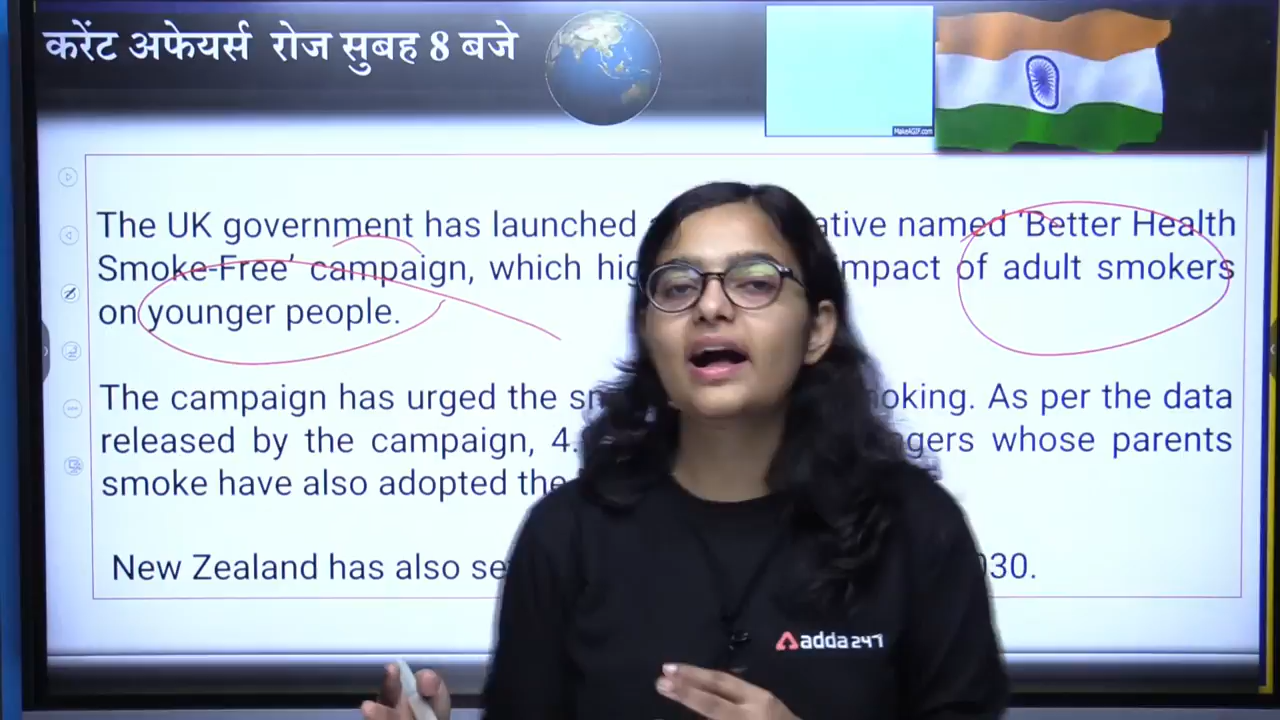 करेंट अफेयर्स रोज सुबह 8 बजे
MakeAGIF.com
The UK government has launched ative named ‘Better Health
Smoke-Free’ campaign, which hig impact of adult smokers
on younger people.
The campaign has urged the sm oking. As per the data
released by the campaign, 4. agers whose parents
smoke have also adopted the
New Zealand has also se 030.
adda247